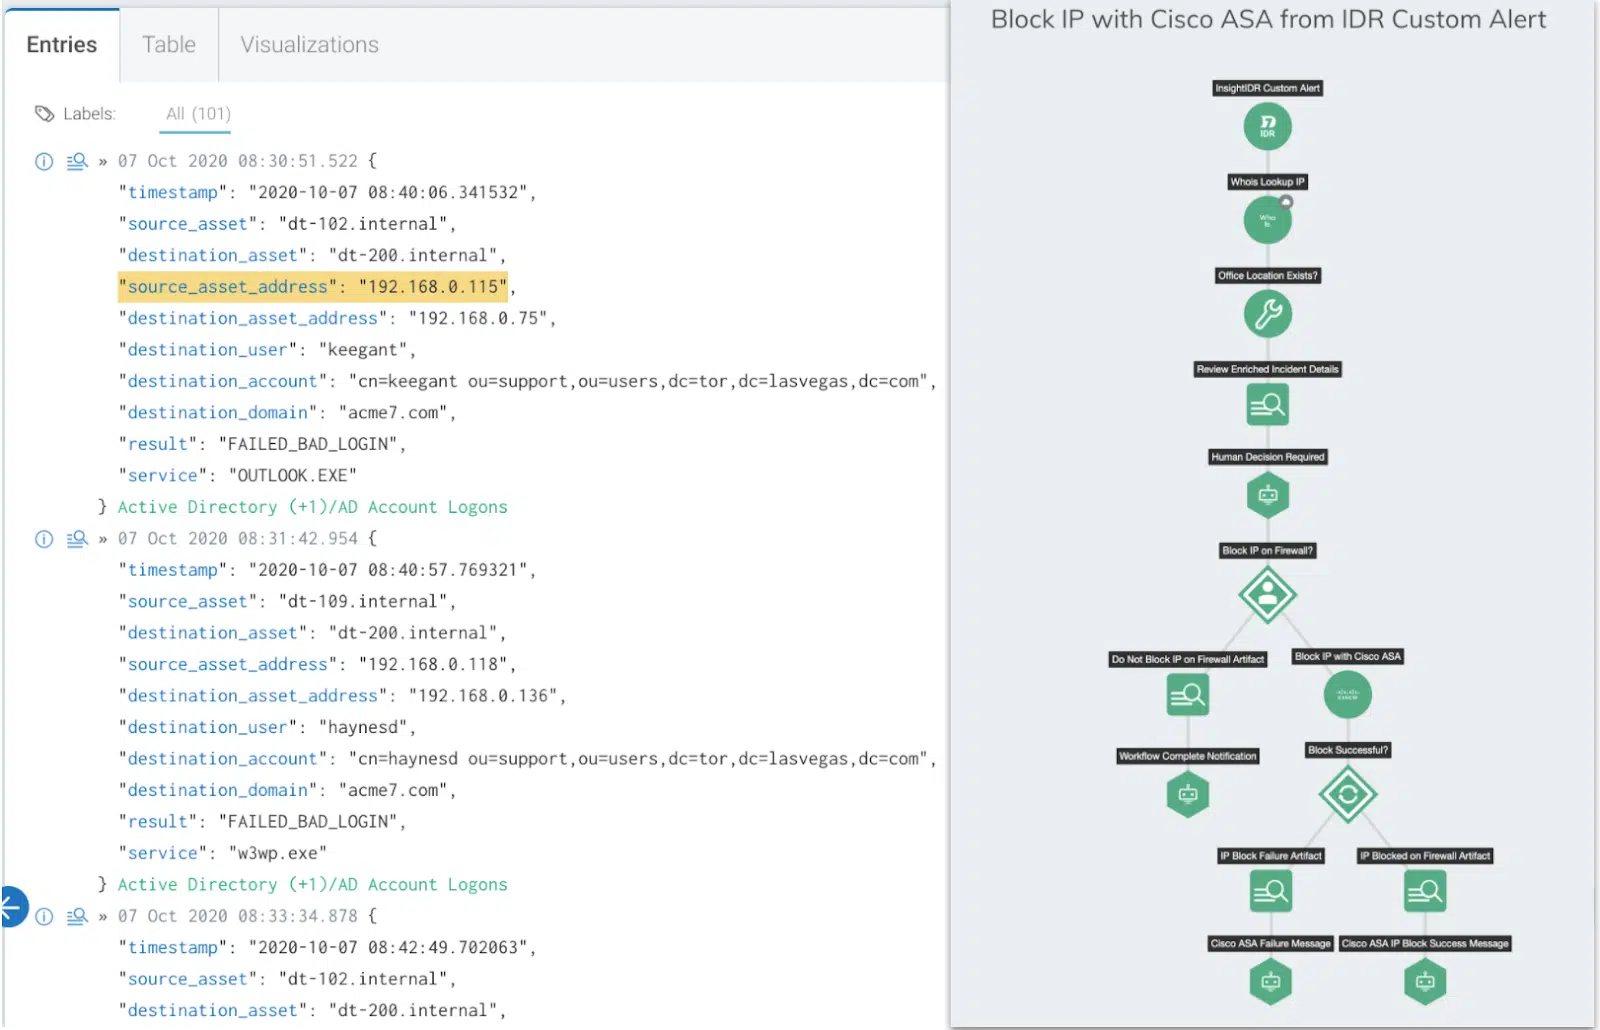 Entries
Table
Visualizations
Labels:
All (101)
» 07 Oct 2020 08:30:51.522 {
"timestamp": "2020-10-07 08:40:06.341532",
"source_asset": "dt-102.internal",
"destination_asset": "dt-200.internal",
"source_asset_address": "192.168.0.115",
"destination_asset_address": "192.168.0.75",
"destination_user": "keegant",
"destination_account": "cn=keegant ou=support,ou=users,dc=tor,dc=lasvegas,dc=com",
"destination_domain": "acme7.com",
"result": "FAILED_BAD_LOGIN",
"service": "OUTLOOK.EXE"
} Active Directory (+1)/AD Account Logons
» 07 Oct 2020 08:31:42.954 {
"timestamp": "2020-10-07 08:40:57.769321",
"source_asset": "dt-109.internal",
"destination_asset": "dt-200.internal",
"source_asset_address": "192.168.0.118",
"destination_asset_address": "192.168.0.136",
"destination_user": "haynesd",
"destination_account": "cn=haynesd ou=support,ou=users,dc=tor,dc=lasvegas,dc=com",
"destination_domain": "acme7.com",
"result": "FAILED_BAD_LOGIN",
"service": "w3wp.exe"
} Active Directory (+1)/AD Account Logons
» 07 Oct 2020 08:33:34.878 {
"timestamp": "2020-10-07 08:42:49.702063",
"source_asset": "dt-102.internal",
"destination_asset": "dt-200.internal",
Block IP with Cisco ASA from IDR Custom Alert
InsightIDR Custom Alert
IDR
Whois Lookup IP
Who
Is
Office Location Exists?
Review Enriched Incident Details
Human Decision Required
Block IP on Firewall?
Do Not Block IP on Firewall Artifact
Block IP with Cisco ASA
Workflow Complete Notification
Block Successful?
IP Block Failure Artifact
IP Blocked on Firewall Artifact
Cisco ASA Failure Message
Cisco ASA IP Block Success Message